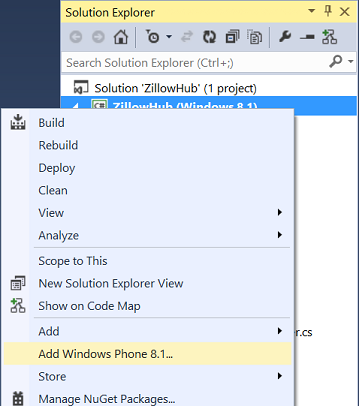 Solution Explorer
Search Solution Explorer (Ctrl+;)
Solution 'ZillowHub' (1 project)
ZillowHub (Windows 8.1)
Build
Rebuild
Deploy
Clean
View
Analyze
Scope to This
New Solution Explorer View
Show on Code Map
Add
er.cs
Add Windows Phone 8.1...
Store
Manage NuGet Packages...